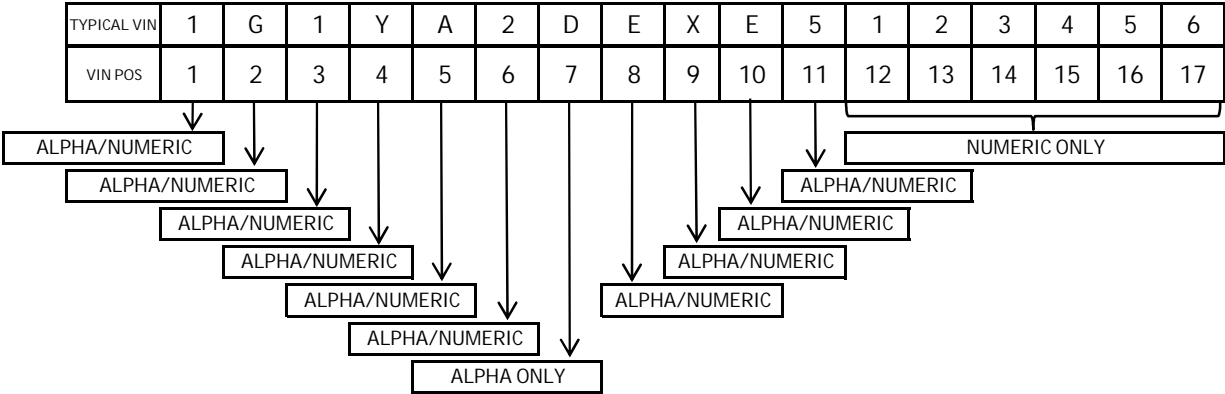 TYPICAL VIN 1 G 1 Y A 2 D E X E 5 1 2 3 4 5 6
VIN POS 1 2 3 4 5 6 7 8 9 10 11 12 13 14 15 16 17
ALPHA/NUMERIC NUMERIC ONLY
ALPHA/NUMERIC ALPHA/NUMERIC
ALPHA/NUMERIC ALPHA/NUMERIC
ALPHA/NUMERIC ALPHA/NUMERIC
ALPHA/NUMERIC ALPHA/NUMERIC
ALPHA/NUMERIC
ALPHA ONLY